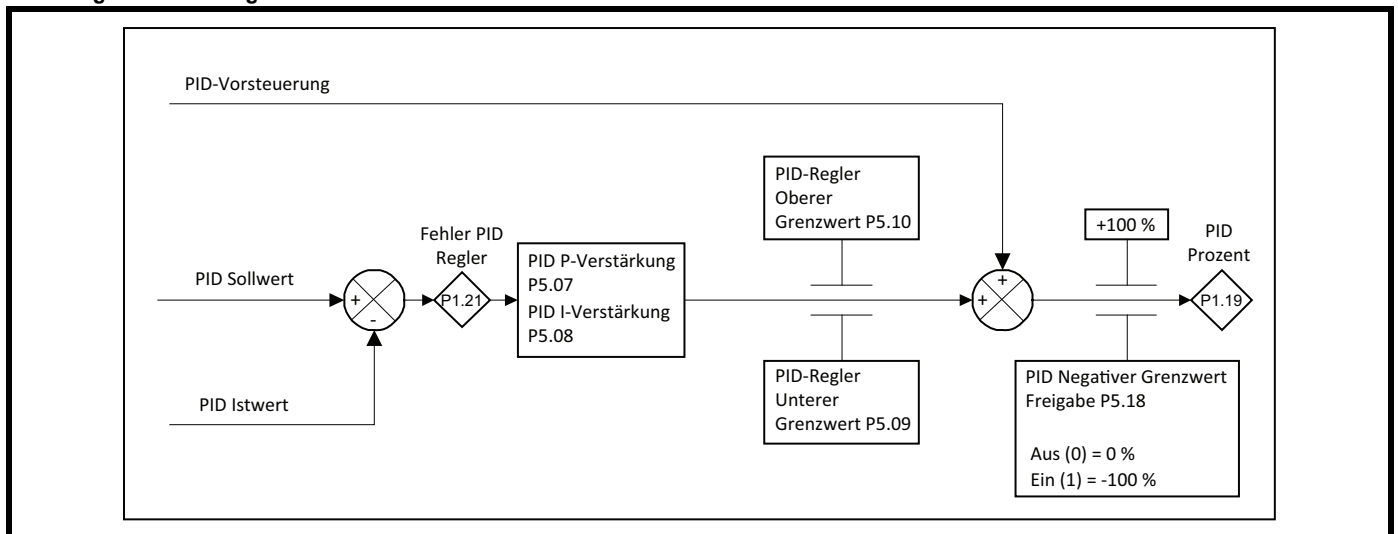 PID-Vorsteuerung
PID-Regler
Oberer
Grenzwert P5.10
+100 %
PID
Prozent
Fehler PID
Regler
PID Sollwert
+
-
P1.21
PID P-Verstärkung
P5.07
PID I-Verstärkung
P5.08
+
+
P1.19
PID Istwert
PID-Regler
Unterer
Grenzwert P5.09
PID Negativer Grenzwert
Freigabe P5.18
Aus (0) = 0 %
Ein (1) = -100 %